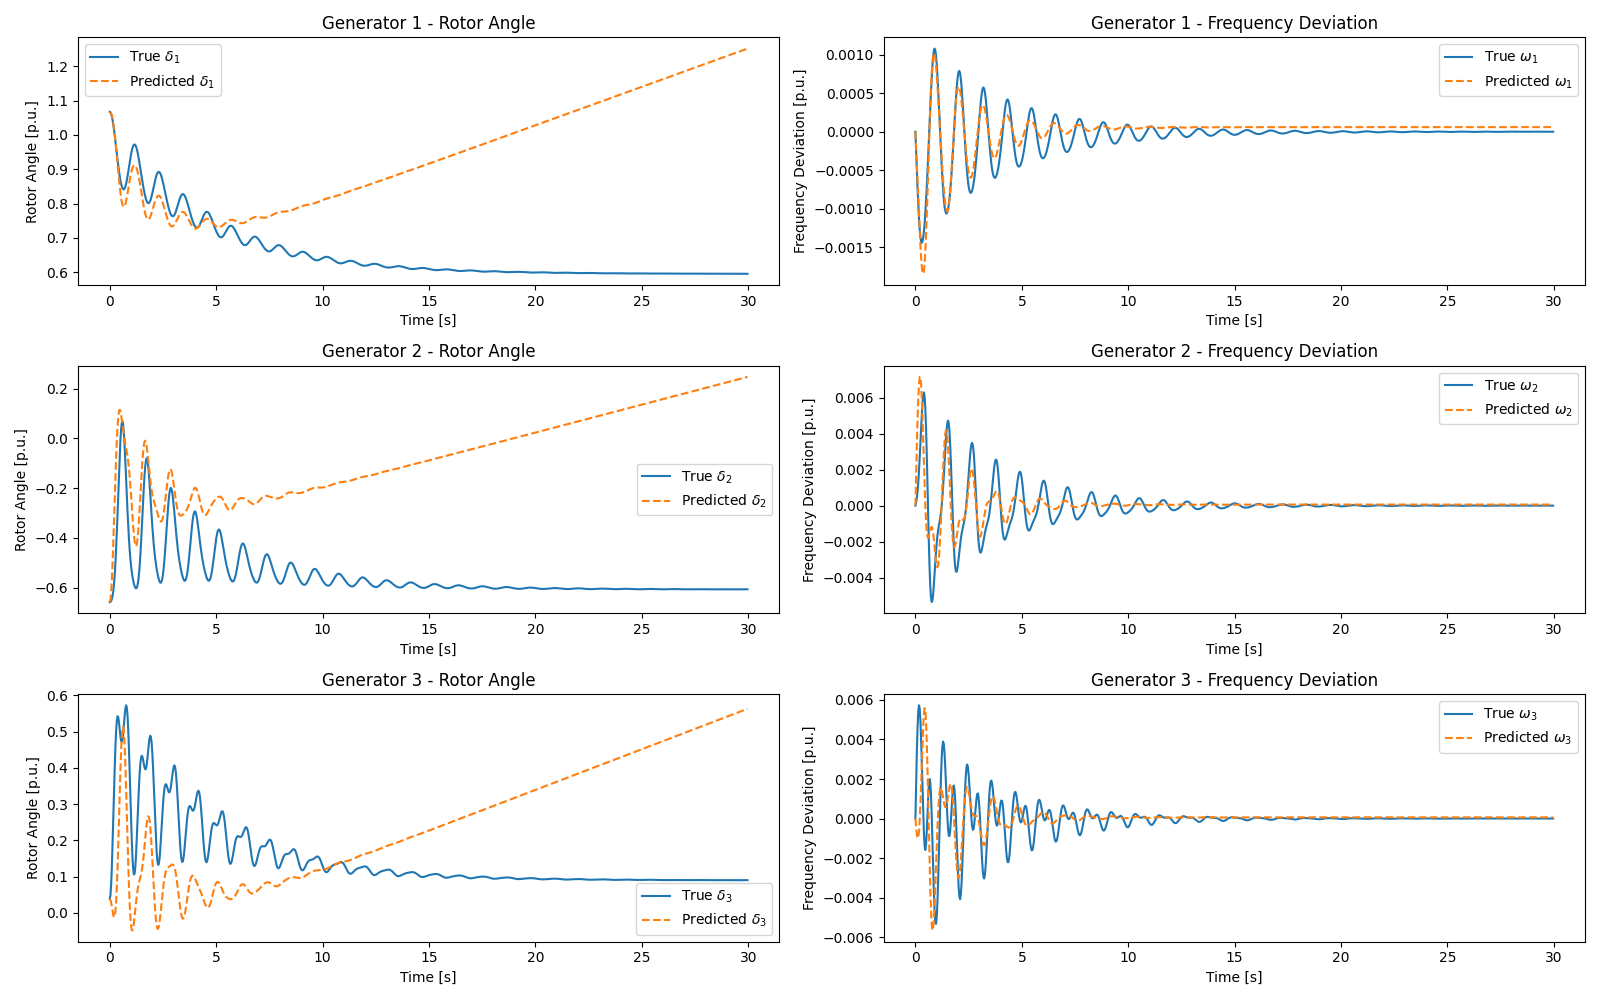 Generator 1 - Rotor Angle
Rotor Angle [p.u.]
1.2
1.1
1.0
0.9
0.8
0.7
0.6
True δ₁
Predicted δ₁
0 5 10 15 20 25 30
Time [s]
Generator 1 - Frequency Deviation
Frequency Deviation [p.u.]
0.0010
0.0005
0.0000
−0.0005
−0.0010
−0.0015
True ω₁
Predicted ω₁
0 5 10 15 20 25 30
Time [s]
Generator 2 - Rotor Angle
Rotor Angle [p.u.]
0.2
0.0
−0.2
−0.4
−0.6
True δ₂
Predicted δ₂
0 5 10 15 20 25 30
Time [s]
Generator 2 - Frequency Deviation
Frequency Deviation [p.u.]
0.006
0.004
0.002
0.000
−0.002
−0.004
True ω₂
Predicted ω₂
0 5 10 15 20 25 30
Time [s]
Generator 3 - Rotor Angle
Rotor Angle [p.u.]
0.6
0.5
0.4
0.3
0.2
0.1
0.0
True δ₃
Predicted δ₃
0 5 10 15 20 25 30
Time [s]
Generator 3 - Frequency Deviation
Frequency Deviation [p.u.]
0.006
0.004
0.002
0.000
−0.002
−0.004
−0.006
True ω₃
Predicted ω₃
0 5 10 15 20 25 30
Time [s]